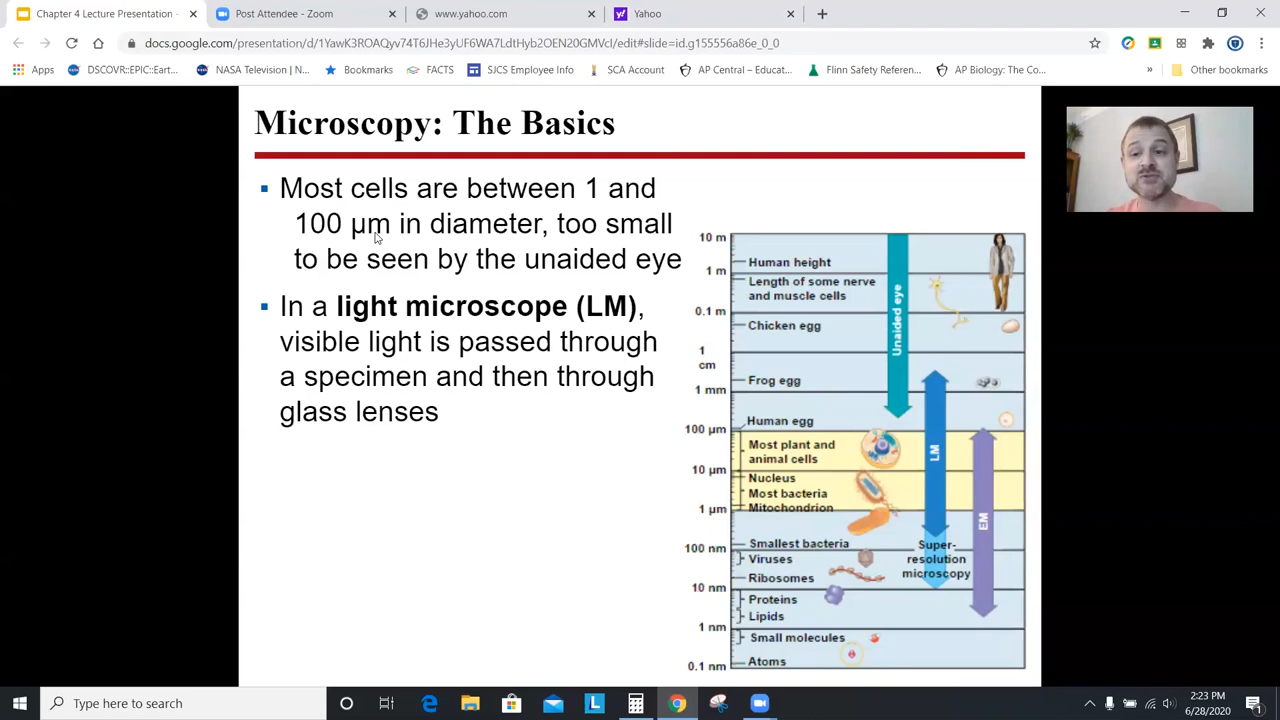 Chapter 4 Lecture Presentation -
Post Attendee - Zoom
www.yahoo.com
Yahoo
docs.google.com/presentation/d/1YawK3ROAQyv74TGHe3JUF6WA7LdtHyb2OEN20GMVcI/edit#slide=id.g155556a86e_0_0
Apps
DSCOVR::EPIC::Eart...
NASA Television | N...
Bookmarks
FACTS
SJCS Employee Info
SCA Account
AP Central – Educat...
Flinn Safety Referen...
AP Biology: The Co...
»
Other bookmarks
Microscopy: The Basics
▪ Most cells are between 1 and
100 µm in diameter, too small
to be seen by the unaided eye
▪ In a light microscope (LM),
visible light is passed through
a specimen and then through
glass lenses
10 m
Human height
1 m
Length of some nerve
and muscle cells
0.1 m
Chicken egg
1
cm
Frog egg
1 mm
Human egg
100 µm
Most plant and
animal cells
10 µm
Nucleus
Most bacteria
Mitochondrion
1 µm
Smallest bacteria
100 nm
Viruses
Ribosomes
10 nm
Proteins
Lipids
1 nm
Small molecules
Atoms
0.1 nm
Unaided eye
LM
Super-
resolution
microscopy
EM
Type here to search
2:23 PM
6/28/2020